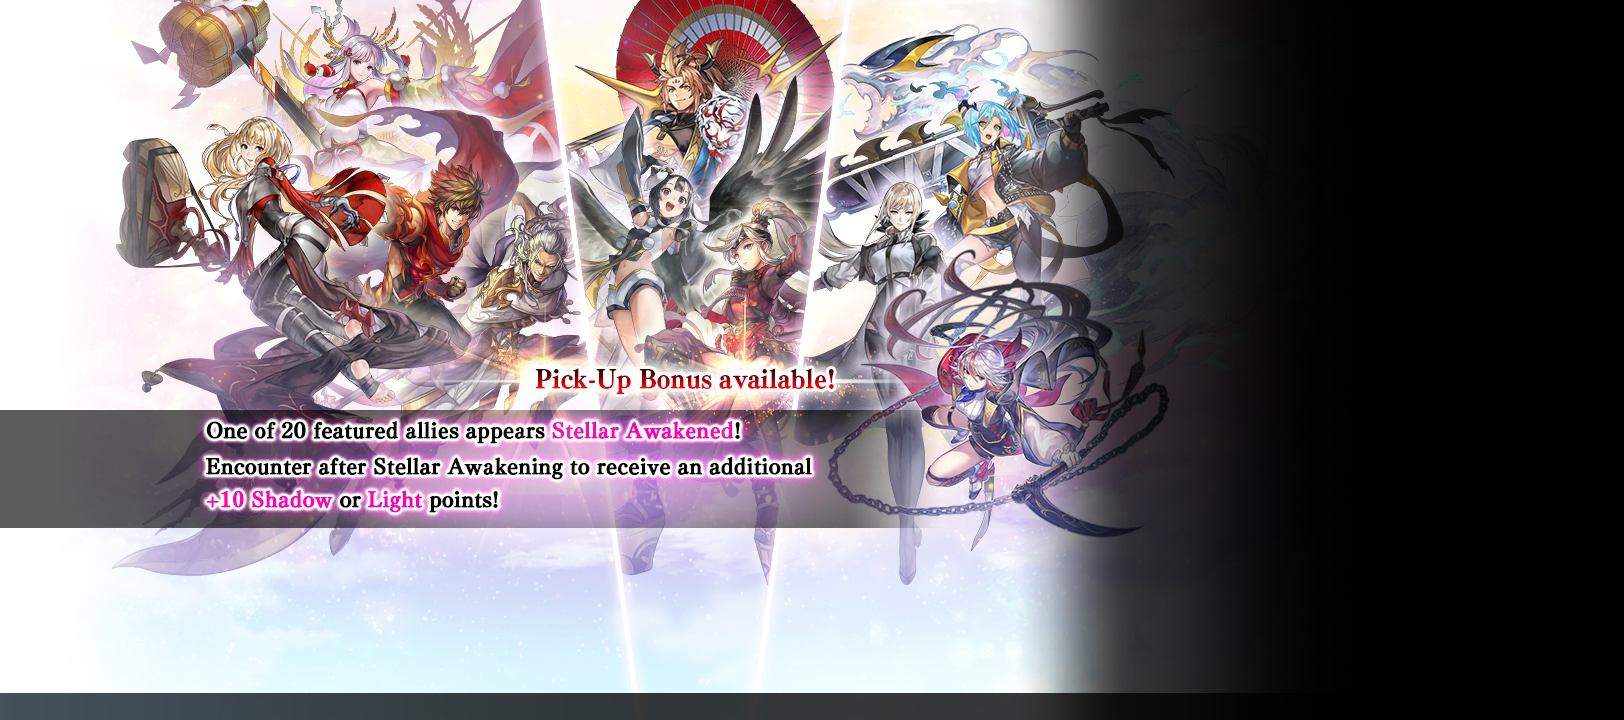 Pick-Up Bonus available!
One of 20 featured allies appears Stellar Awakened!
Encounter after Stellar Awakening to receive an additional
+10 Shadow or Light points!